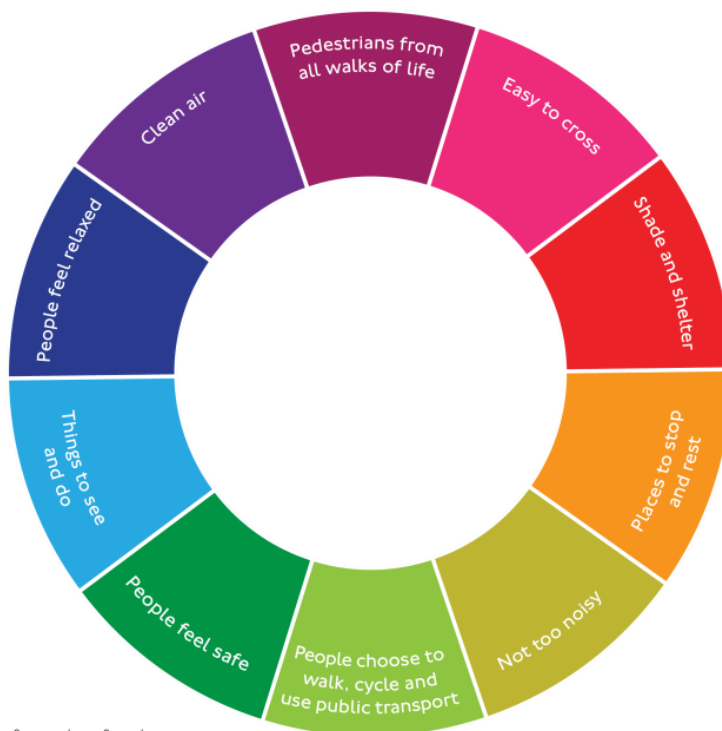 Pedestrians from
all walks of life
Easy to cross
Shade and shelter
Places to stop
and rest
Not too noisy
People choose to
walk, cycle and
use public transport
People feel safe
Things to see
and do
People feel relaxed
Clean air